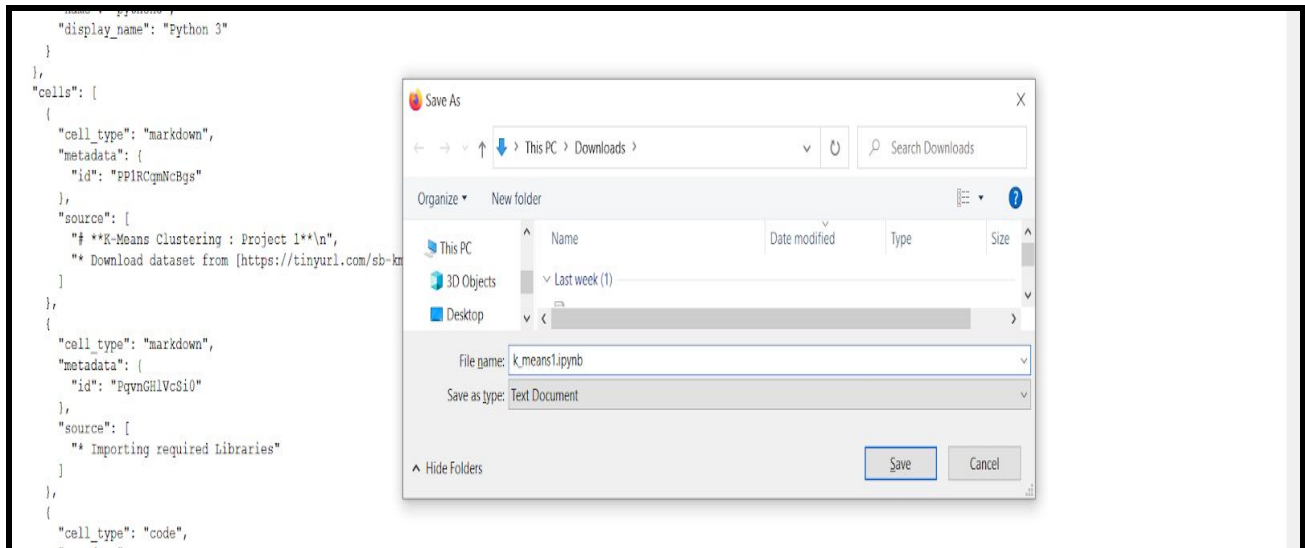 "display_name": "Python 3"
}
},
"cells": [
{
"cell_type": "markdown",
"metadata": {
"id": "PP1RCqmNcBgs"
},
"source": [
"# **K-Means Clustering : Project 1**\n",
"* Download dataset from [https://tinyurl.com/sb-km
]
},
{
"cell_type": "markdown",
"metadata": {
"id": "PqvnGHlVcSi0"
},
"source": [
"* Importing required Libraries"
]
},
{
"cell_type": "code",
Save As
This PC > Downloads >
Search Downloads
Organize
New folder
Name
Date modified
Type
Size
This PC
3D Objects
Desktop
Last week (1)
File name: k_means1.ipynb
Save as type: Text Document
Hide Folders
Save
Cancel